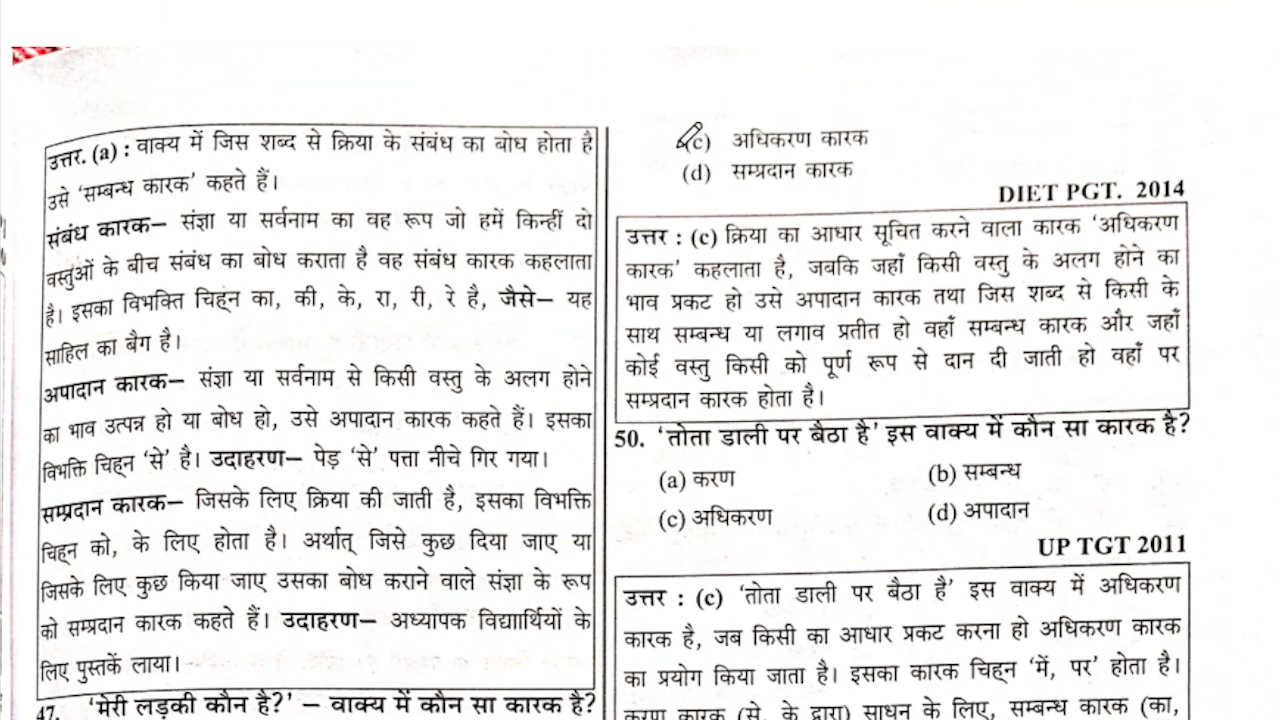 उत्तर. (a) : वाक्य में जिस शब्द से क्रिया के संबंध का बोध होता है
उसे ‘सम्बन्ध कारक’ कहते हैं।
संबंध कारक– संज्ञा या सर्वनाम का वह रूप जो हमें किन्हीं दो
वस्तुओं के बीच संबंध का बोध कराता है वह संबंध कारक कहलाता
है। इसका विभक्ति चिह्न का, की, के, रा, री, रे है, जैसे– यह
साहिल का बैग है।
अपादान कारक– संज्ञा या सर्वनाम से किसी वस्तु के अलग होने
का भाव उत्पन्न हो या बोध हो, उसे अपादान कारक कहते हैं। इसका
विभक्ति चिह्न ‘से’ है। उदाहरण– पेड़ ‘से’ पत्ता नीचे गिर गया।
सम्प्रदान कारक– जिसके लिए क्रिया की जाती है, इसका विभक्ति
चिह्न को, के लिए होता है। अर्थात् जिसे कुछ दिया जाए या
जिसके लिए कुछ किया जाए उसका बोध कराने वाले संज्ञा के रूप
को सम्प्रदान कारक कहते हैं। उदाहरण– अध्यापक विद्याार्थियों के
लिए पुस्तकें लाया।
47. ‘मेरी लड़की कौन है?’ – वाक्य में कौन सा कारक है?
(c) अधिकरण कारक
(d) सम्प्रदान कारक
DIET PGT. 2014
उत्तर : (c) क्रिया का आधार सूचित करने वाला कारक ‘अधिकरण
कारक’ कहलाता है, जबकि जहाँ किसी वस्तु के अलग होने का
भाव प्रकट हो उसे अपादान कारक तथा जिस शब्द से किसी के
साथ सम्बन्ध या लगाव प्रतीत हो वहाँ सम्बन्ध कारक और जहाँ
कोई वस्तु किसी को पूर्ण रूप से दान दी जाती हो वहाँ पर
सम्प्रदान कारक होता है।
50. ‘तोता डाली पर बैठा है’ इस वाक्य में कौन सा कारक है?
(a) करण (b) सम्बन्ध
(c) अधिकरण (d) अपादान
UP TGT 2011
उत्तर : (c) ‘तोता डाली पर बैठा है’ इस वाक्य में अधिकरण
कारक है, जब किसी का आधार प्रकट करना हो अधिकरण कारक
का प्रयोग किया जाता है। इसका कारक चिह्न ‘में, पर’ होता है।
करण कारक (से, के द्वारा) साधन के लिए, सम्बन्ध कारक (का,